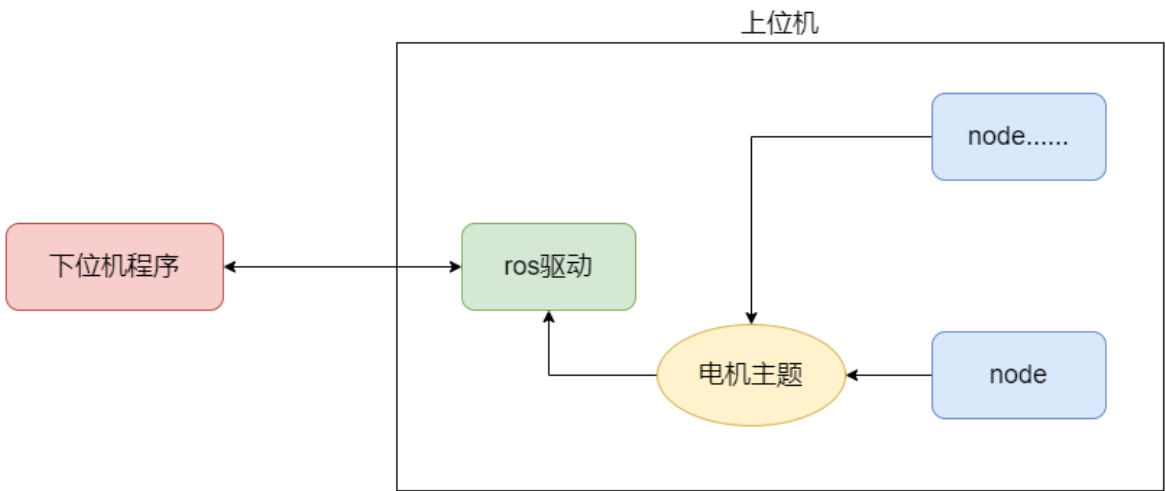 上位机
node......
下位机程序
ros驱动
电机主题
node